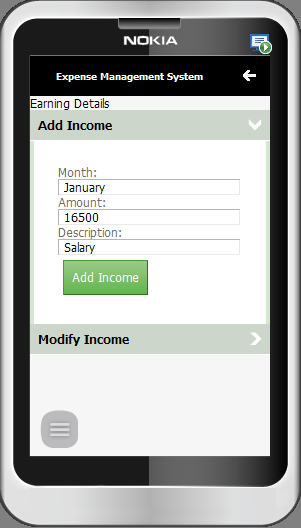 NOKIA
Expense Management System
Earning Details
Add Income
Month:
January
Amount:
16500
Description:
Salary
Add Income
Modify Income